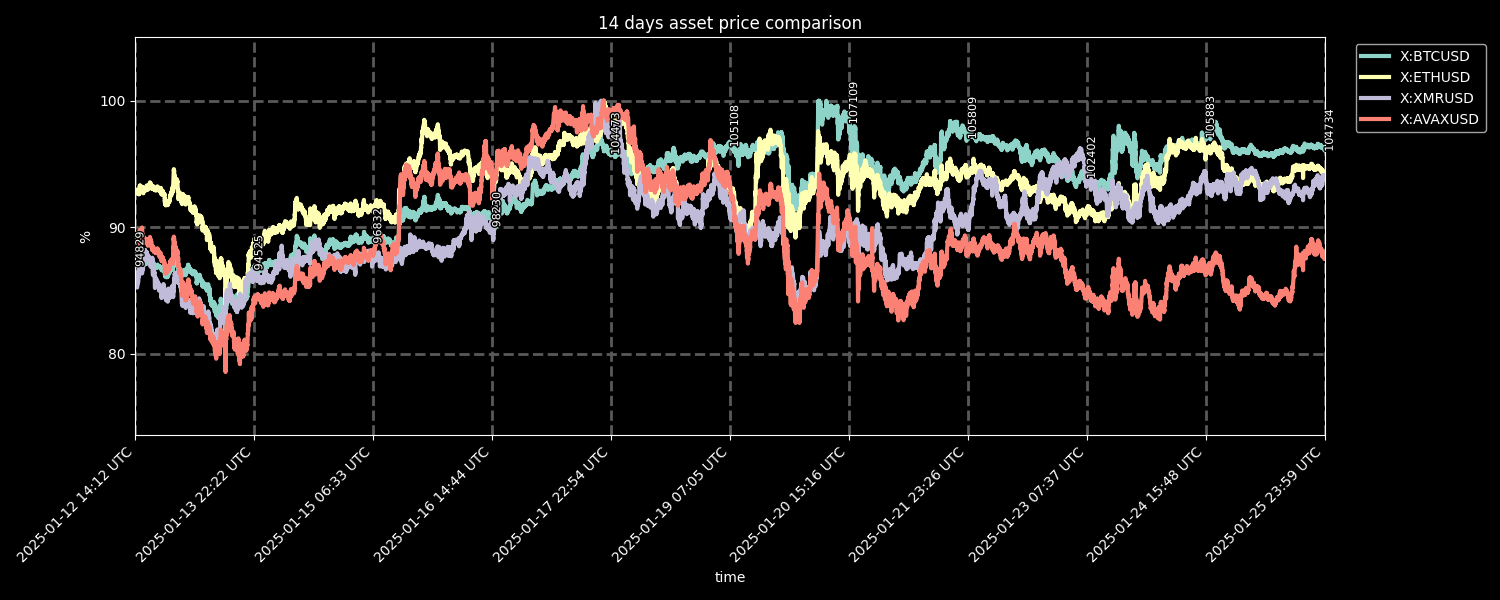 14 days asset price comparison
X:BTCUSD
X:ETHUSD
X:XMRUSD
X:AVAXUSD
100
90
80
%
94829
94525
96832
98230
104473
105108
107109
105809
102402
105883
104734
2025-01-12 14:12 UTC
2025-01-13 22:22 UTC
2025-01-15 06:33 UTC
2025-01-16 14:44 UTC
2025-01-17 22:54 UTC
2025-01-19 07:05 UTC
2025-01-20 15:16 UTC
2025-01-21 23:26 UTC
2025-01-23 07:37 UTC
2025-01-24 15:48 UTC
2025-01-25 23:59 UTC
time